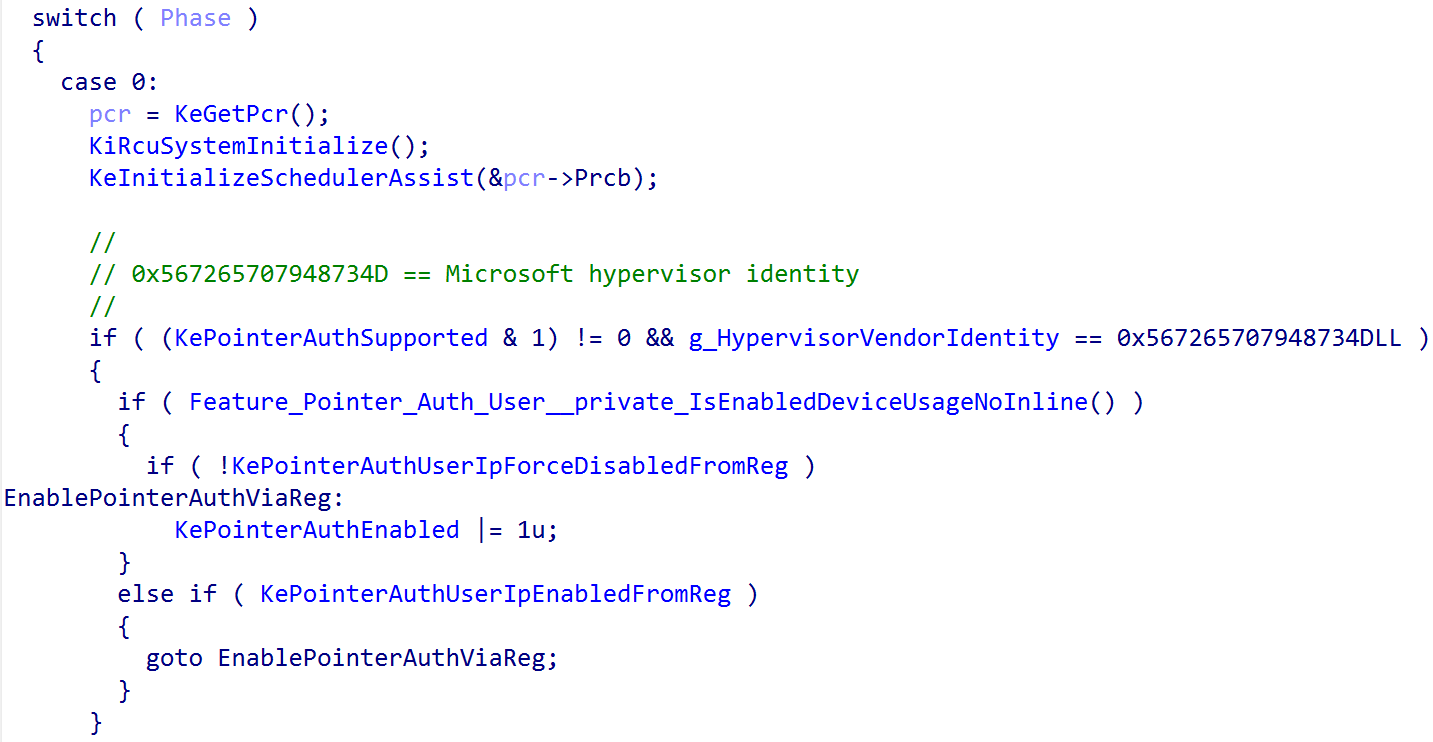 switch ( Phase )
{
case 0:
pcr = KeGetPcr();
KiRcuSystemInitialize();
KeInitializeSchedulerAssist(&pcr->Prcb);
//
// 0x567265707948734D == Microsoft hypervisor identity
//
if ( (KePointerAuthSupported & 1) != 0 && g_HypervisorVendorIdentity == 0x567265707948734DLL )
{
if ( Feature_Pointer_Auth_User__private_IsEnabledDeviceUsageNoInline() )
{
if ( !KePointerAuthUserIpForceDisabledFromReg )
EnablePointerAuthViaReg:
KePointerAuthEnabled |= 1u;
}
else if ( KePointerAuthUserIpEnabledFromReg )
{
goto EnablePointerAuthViaReg;
}
}